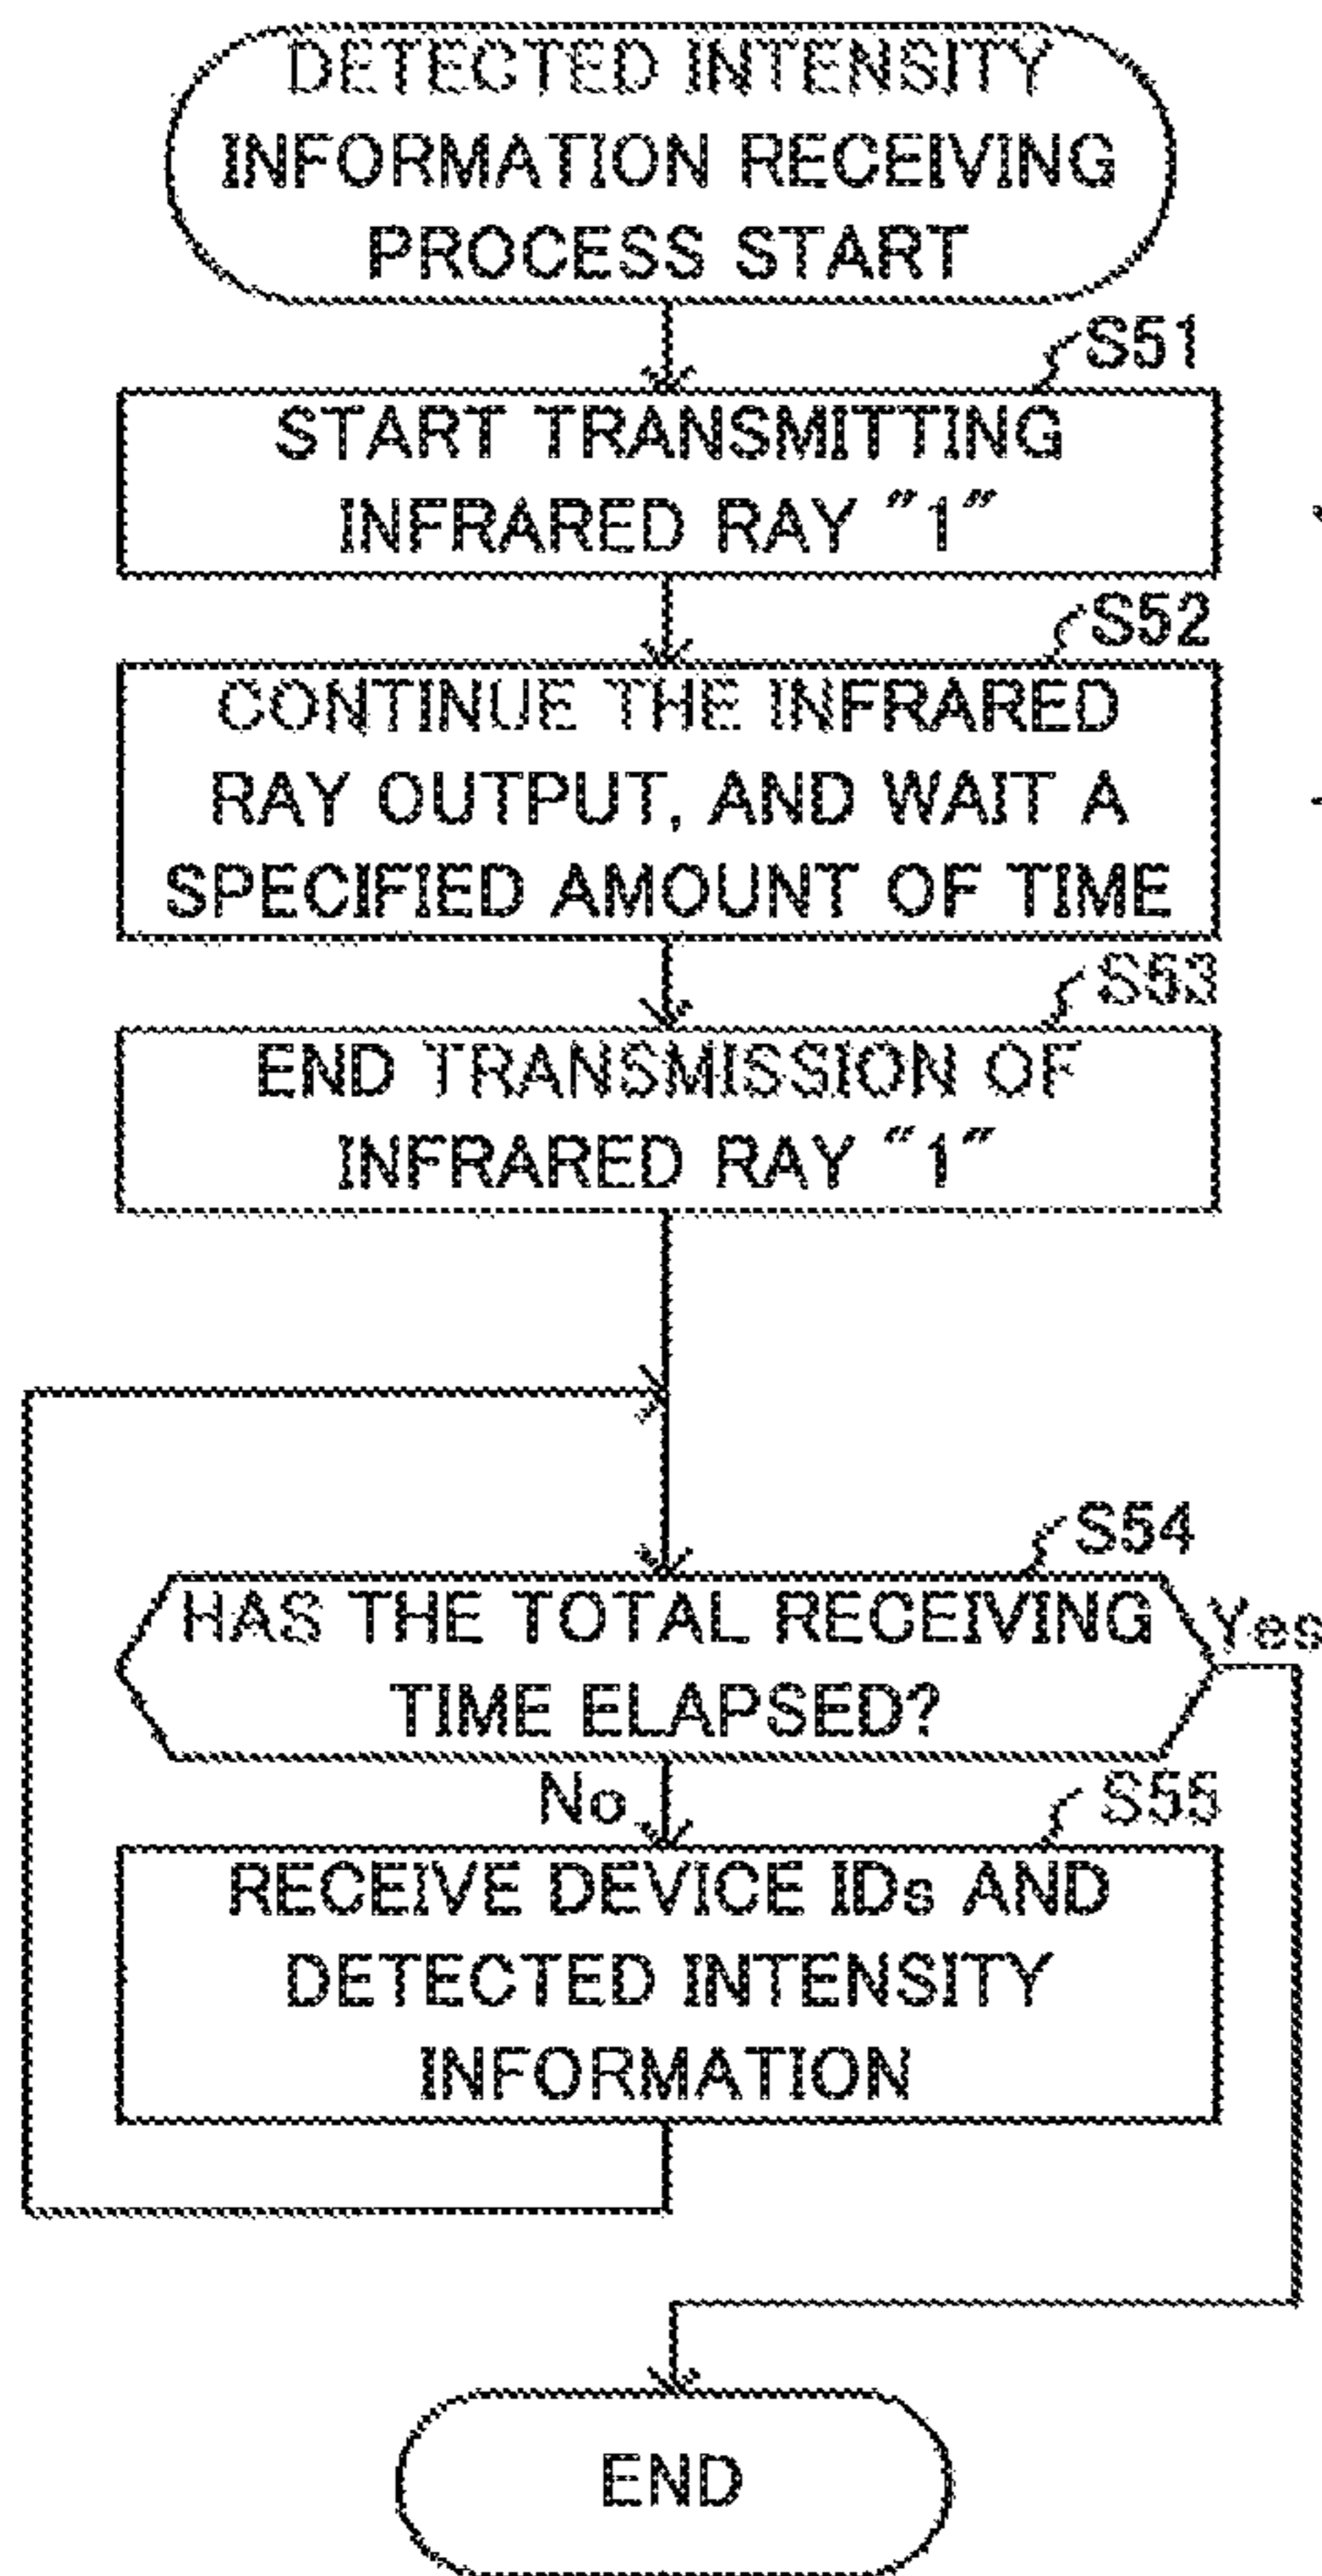 DETECTED INTENSITY
INFORMATION RECEIVING
PROCESS START
S51
START TRANSMITTING
INFRARED RAY "1"
S52
CONTINUE THE INFRARED
RAY OUTPUT, AND WAIT A
SPECIFIED AMOUNT OF TIME
S53
END TRANSMISSION OF
INFRARED RAY "1"
S54
HAS THE TOTAL RECEIVING
TIME ELAPSED?
Yes
No
S55
RECEIVE DEVICE IDs AND
DETECTED INTENSITY
INFORMATION
END